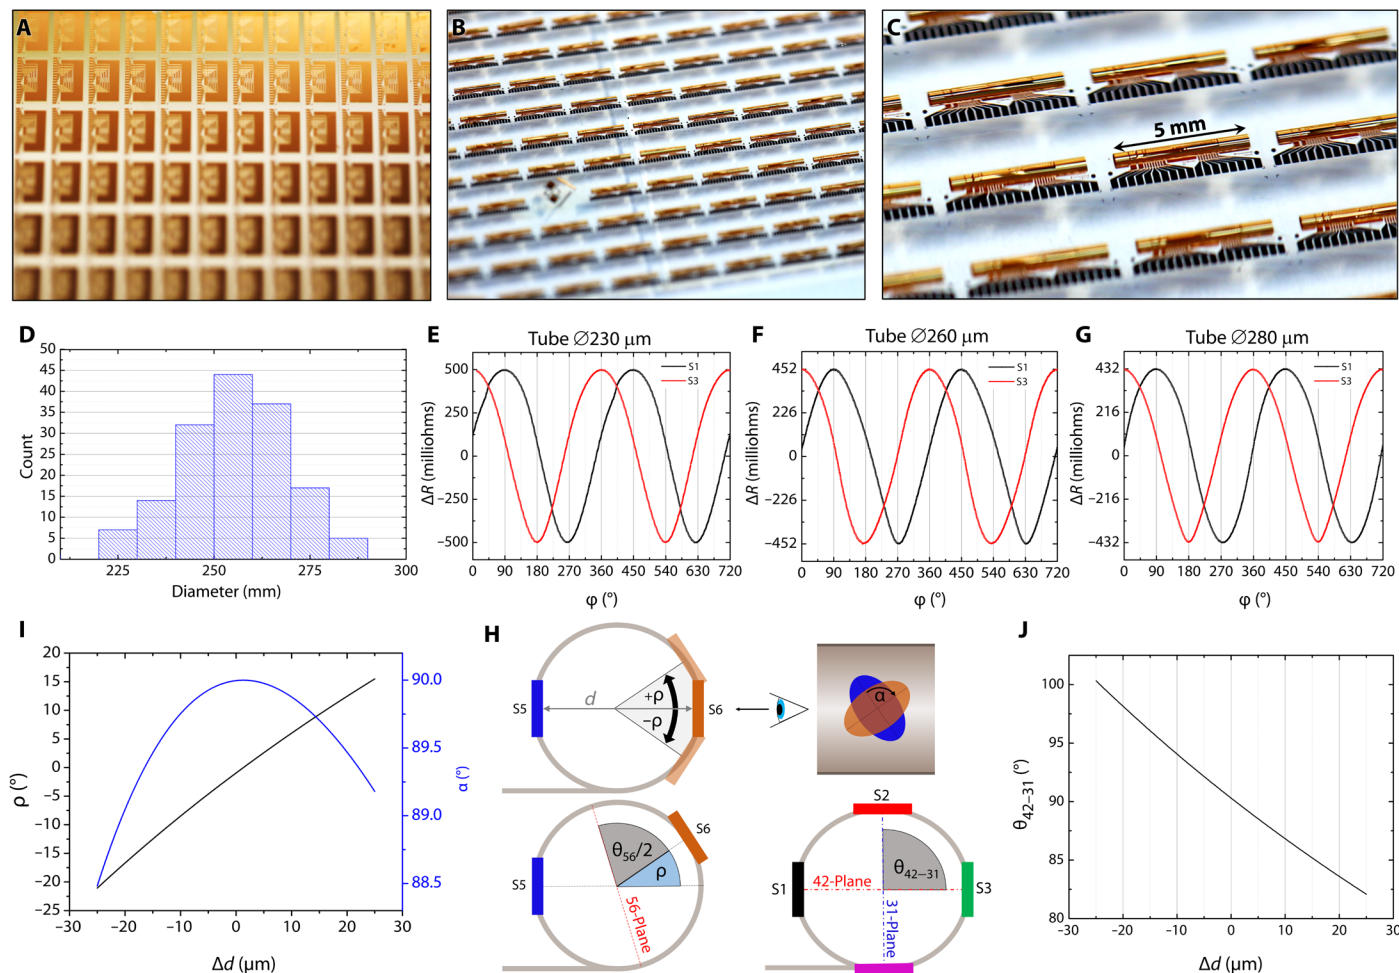 A
B
C
5 mm
D
50
45
40
35
30
25
20
15
10
5
0
Count
225
250
275
300
Diameter (mm)
E
Tube ∅230 μm
S1
S3
500
250
0
−250
−500
ΔR (milliohms)
0 90 180 270 360 450 540 630 720
φ (°)
F
Tube ∅260 μm
S1
S3
452
226
0
−226
−452
ΔR (milliohms)
0 90 180 270 360 450 540 630 720
φ (°)
G
Tube ∅280 μm
S1
S3
432
216
0
−216
−432
ΔR (milliohms)
0 90 180 270 360 450 540 630 720
φ (°)
I
20
15
10
5
0
−5
−10
−15
−20
−25
ρ (°)
90.0
89.5
89.0
88.5
α (°)
−30 −20 −10 0 10 20 30
Δd (μm)
H
S5
d
+ρ
−ρ
S6
α
S5
θ56/2
ρ
S6
56-Plane
S2
S1
42-Plane
θ42−31
S3
31-Plane
J
100
95
90
85
80
θ42−31 (°)
−30 −20 −10 0 10 20 30
Δd (μm)